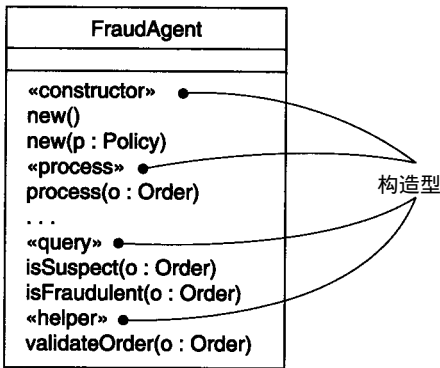 FraudAgent
«constructor»
new()
new(p : Policy)
«process»
process(o : Order)
. . .
«query»
isSuspect(o : Order)
isFraudulent(o : Order)
«helper»
validateOrder(o : Order)
构造型